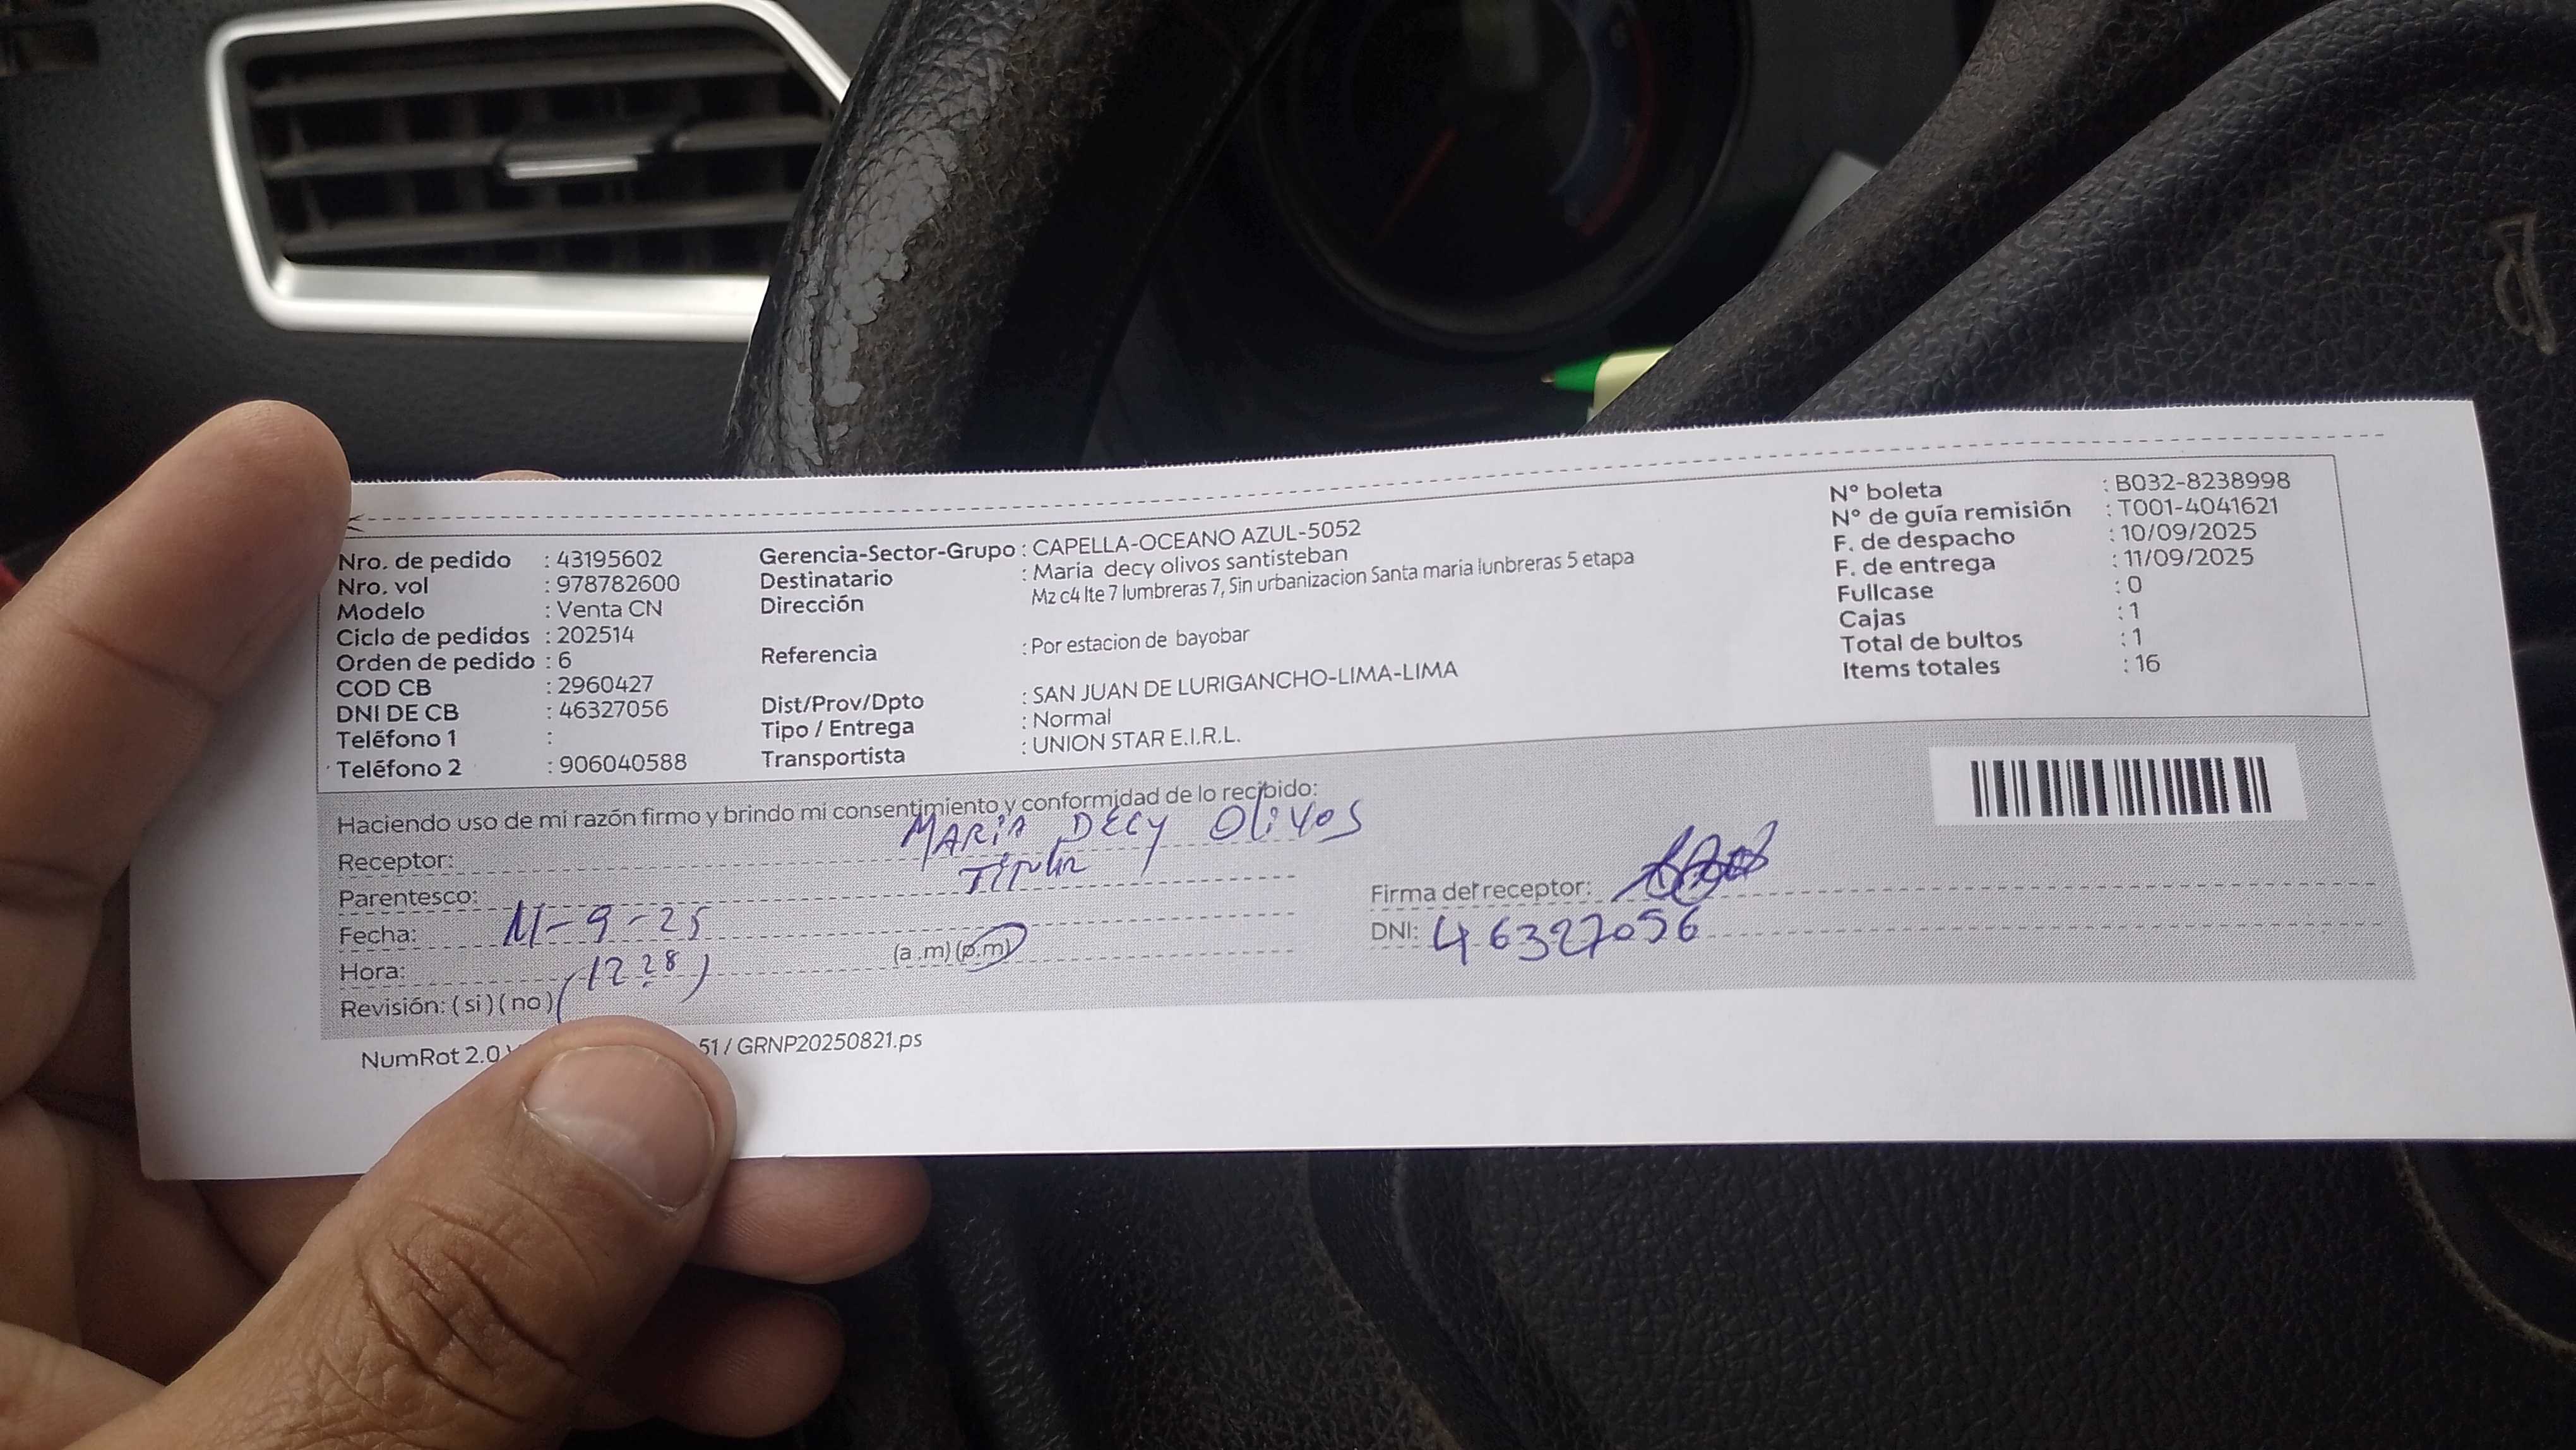 Nro. de pedido : 43195602
Nro. vol : 978782600
Modelo : Venta CN
Ciclo de pedidos : 202514
Orden de pedido : 6
COD CB : 2960427
DNI DE CB : 46327056
Teléfono 1 :
Teléfono 2 : 906040588
Gerencia-Sector-Grupo : CAPELLA-OCEANO AZUL-5052
Destinatario : Maria decy olivos santisteban
Dirección Mz c4 lte 7 lumbreras 7, Sin urbanizacion Santa maria lunbreras 5 etapa
Referencia : Por estacion de bayobar
Dist/Prov/Dpto : SAN JUAN DE LURIGANCHO-LIMA-LIMA
Tipo / Entrega : Normal
Transportista : UNION STAR E.I.R.L.
N° boleta : B032-8238998
N° de guía remisión : T001-4041621
F. de despacho : 10/09/2025
F. de entrega : 11/09/2025
Fullcase : 0
Cajas : 1
Total de bultos : 1
Items totales : 16
Haciendo uso de mi razón firmo y brindo mi consentimiento y conformidad de lo recibido:
Receptor: MARiA DECY OliVOS
Parentesco: Titular
Fecha: 11-9-25
Hora: (12 28) (a .m) (p.m)
Revisión: (si) (no)
Firma del receptor:
DNI: 46327056
NumRot 2.0 51 / GRNP20250821.ps